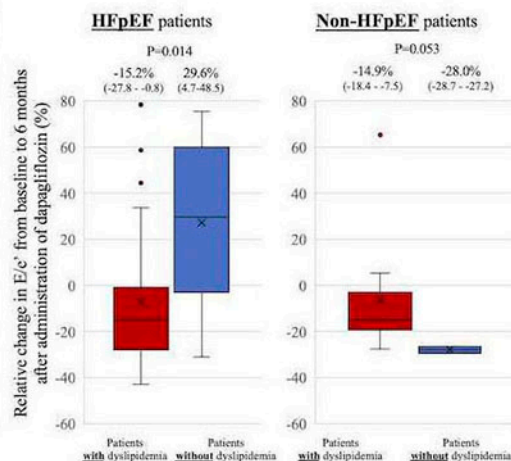 HFpEF patients
P=0.014
-15.2% 29.6%
(-27.8 - -0.8) (4.7-48.5)
Non-HFpEF patients
P=0.053
-14.9% -28.0%
(-18.4 - -7.5) (-28.7 - -27.2)
Relative change in E/e' from baseline to 6 months
after administration of dapagliflozin (%)
80
60
40
20
0
-20
-40
-60
80
60
40
20
0
-20
-40
-60
Patients Patients
with dyslipidemia without dyslipidemia
Patients Patients
with dyslipidemia without dyslipidemia